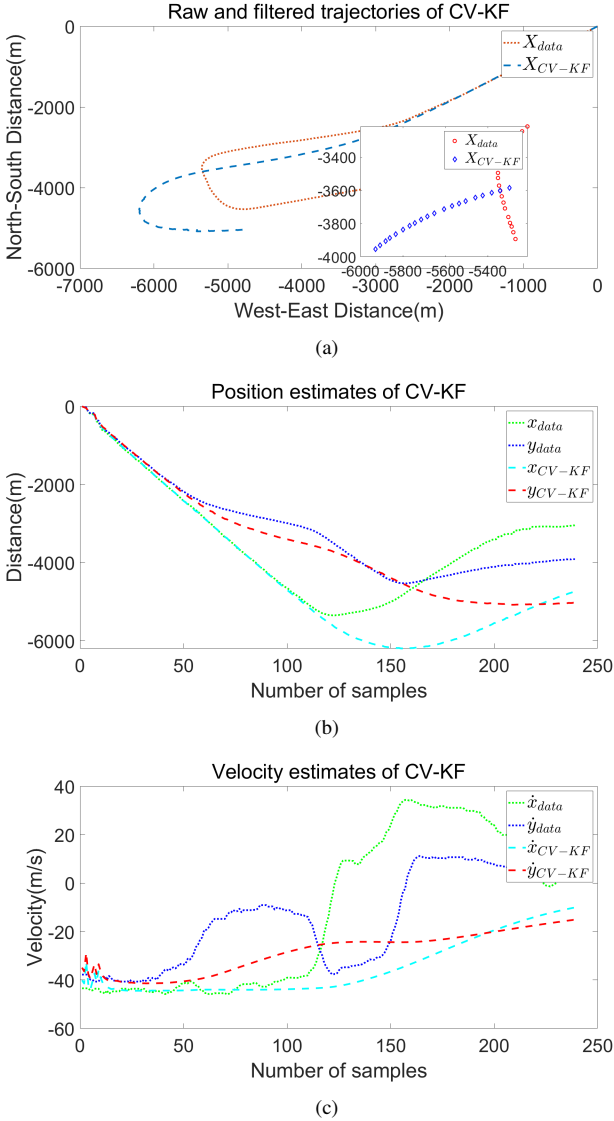 Raw and filtered trajectories of CV-KF
0
-2000
-4000
-6000
North-South Distance(m)
X_data
X_CV−KF
X_data
X_CV−KF
-3400
-3600
-3800
-4000
-6000 -5800 -5600 -5400
-7000 -6000 -5000 -4000 -3000 -2000 -1000 0
West-East Distance(m)
(a)
Position estimates of CV-KF
0
-2000
-4000
-6000
Distance(m)
x_data
y_data
x_CV−KF
y_CV−KF
0 50 100 150 200 250
Number of samples
(b)
Velocity estimates of CV-KF
40
20
0
-20
-40
-60
Velocity(m/s)
ẋ_data
ẏ_data
ẋ_CV−KF
ẏ_CV−KF
0 50 100 150 200 250
Number of samples
(c)